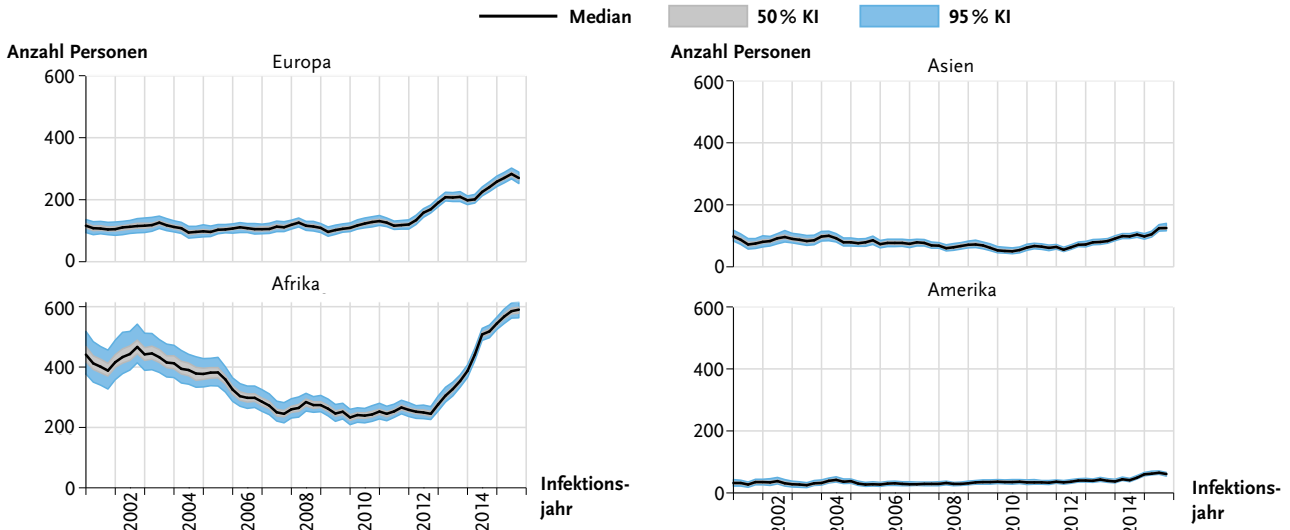 Median 50 % KI 95 % KI
Anzahl Personen
Europa
600
400
200
0
Anzahl Personen
Asien
600
400
200
0
Afrika
600
400
200
0
2002 2004 2006 2008 2010 2012 2014
Infektions-
jahr
Amerika
600
400
200
0
2002 2004 2006 2008 2010 2012 2014
Infektions-
jahr